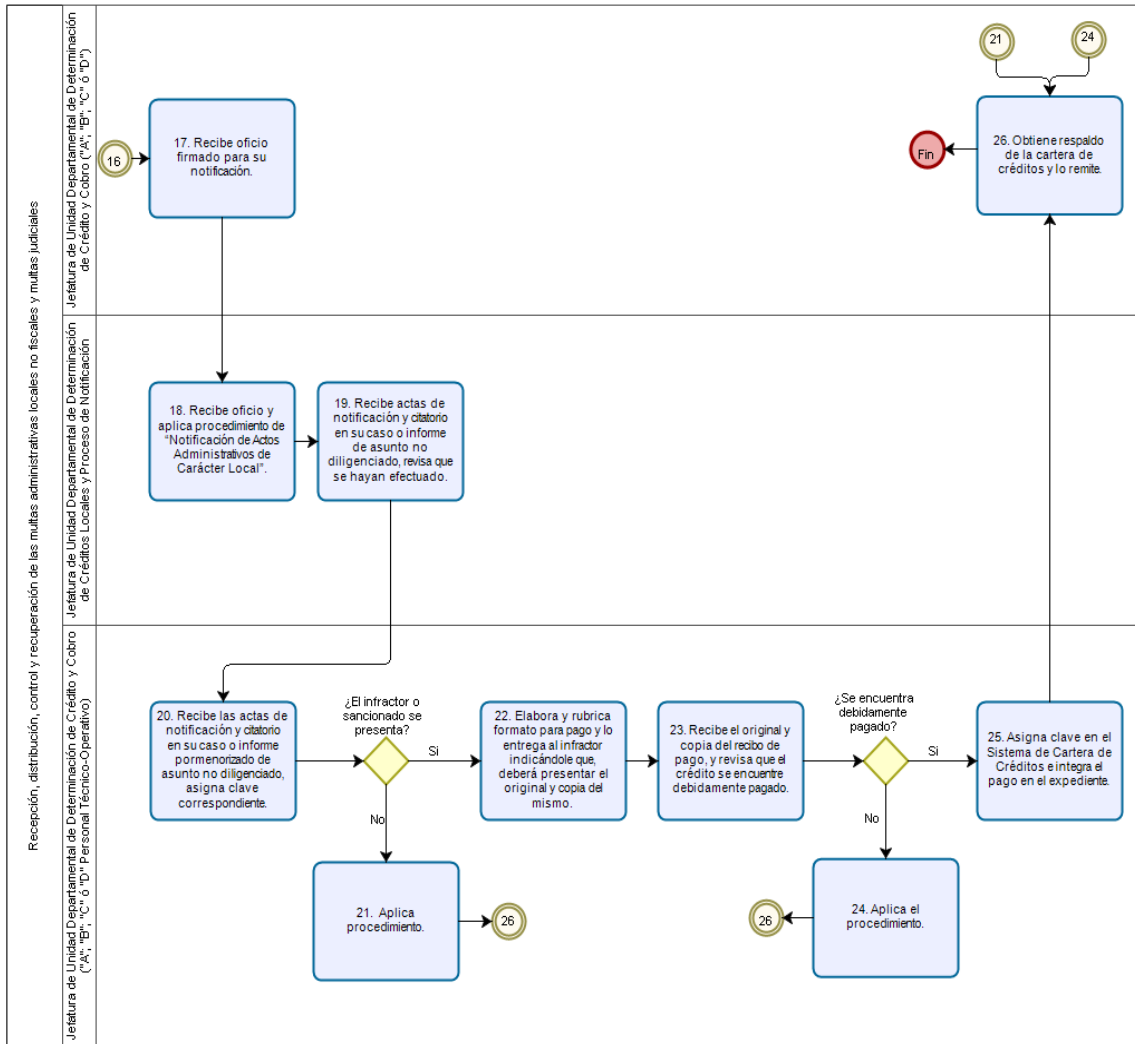 Recepción, distribución, control y recuperación de las multas administrativas locales no fiscales y multas judiciales
Jefatura de Unidad Departamental de Determinación
de Crédito y Cobro ("A"; "B"; "C" ó "D")
16
17. Recibe oficio
firmado para su
notificación.
21
24
26. Obtiene respaldo
de la cartera de
créditos y lo remite.
Fin
Jefatura de Unidad Departamental de Determinación
de Créditos Locales y Proceso de Notificación
18. Recibe oficio y
aplica procedimiento de
“Notificación de Actos
Administrativos de
Carácter Local”.
19. Recibe actas de
notificación y citatorio
en su caso o informe
de asunto no
diligenciado, revisa que
se hayan efectuado.
Jefatura de Unidad Departamental de Determinación de Crédito y Cobro
("A"; "B"; "C" ó "D" Personal Técnico-Operativo)
20. Recibe las actas de
notificación y citatorio
en su caso o informe
pormenorizado de
asunto no diligenciado,
asigna clave
correspondiente.
¿El infractor o
sancionado se
presenta?
Si
No
21. Aplica
procedimiento.
26
22. Elabora y rubrica
formato para pago y lo
entrega al infractor
indicándole que,
deberá presentar el
original y copia del
mismo.
23. Recibe el original y
copia del recibo de
pago, y revisa que el
crédito se encuentre
debidamente pagado.
¿Se encuentra
debidamente
pagado?
Si
No
24. Aplica el
procedimiento.
26
25. Asigna clave en el
Sistema de Cartera de
Créditos e integra el
pago en el expediente.